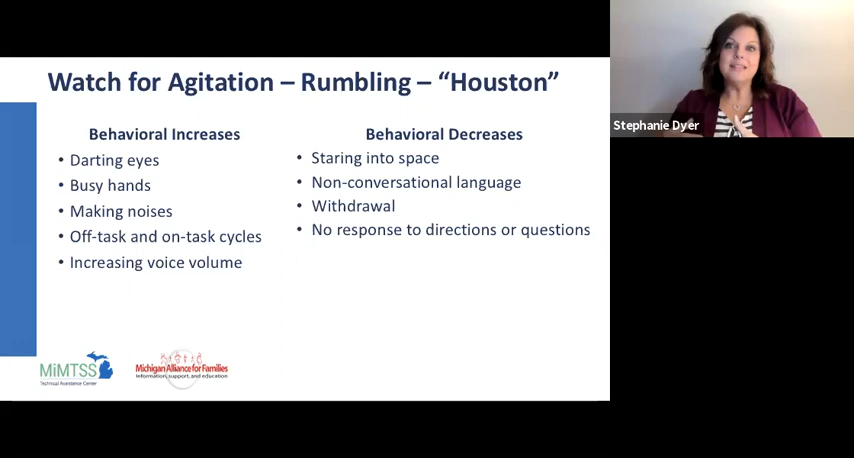 Watch for Agitation – Rumbling – “Houston”
Behavioral Increases
• Darting eyes
• Busy hands
• Making noises
• Off-task and on-task cycles
• Increasing voice volume
Behavioral Decreases
• Staring into space
• Non-conversational language
• Withdrawal
• No response to directions or questions
MiMTSS
Technical Assistance Center
Michigan Alliance for Families
information, support, and education
Stephanie Dyer